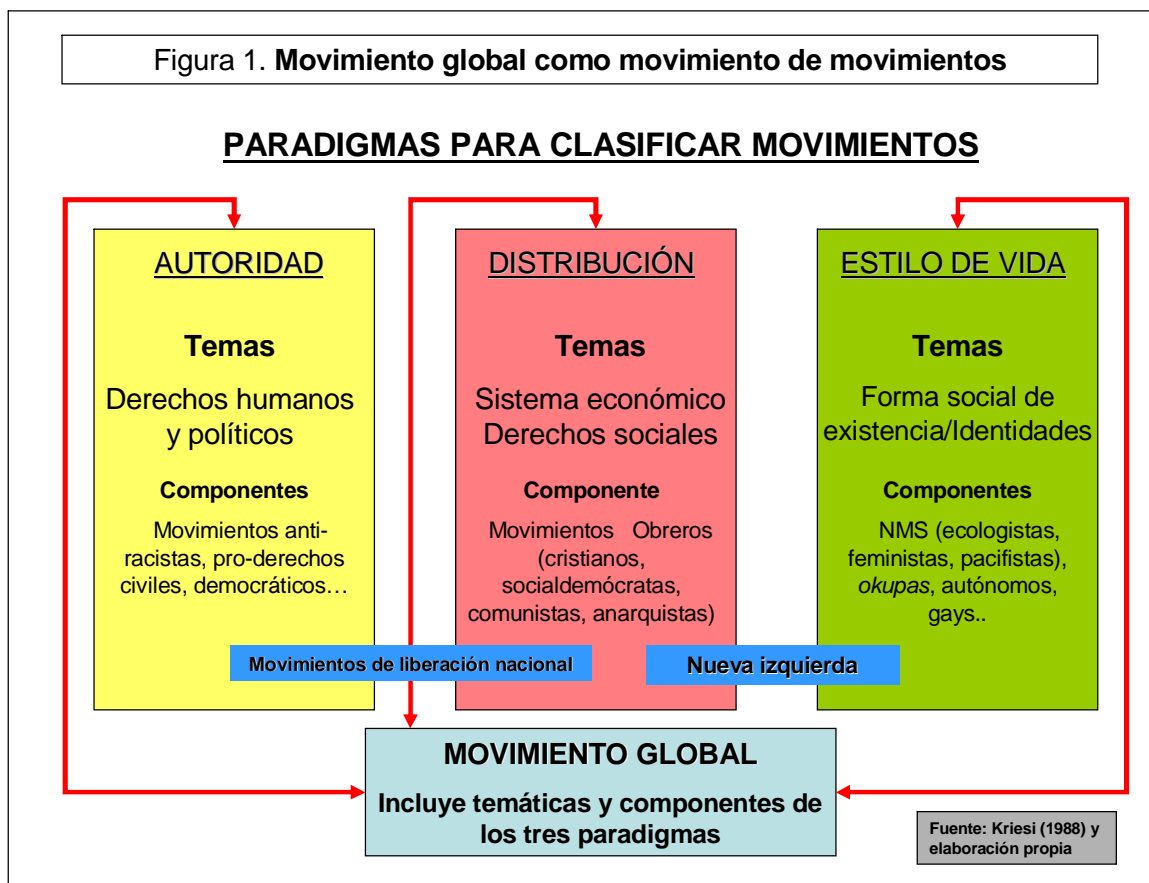 Figura 1. Movimiento global como movimiento de movimientos
PARADIGMAS PARA CLASIFICAR MOVIMIENTOS
AUTORIDAD
Temas
Derechos humanos
y políticos
Componentes
Movimientos anti-
racistas, pro-derechos
civiles, democráticos…
DISTRIBUCIÓN
Temas
Sistema económico
Derechos sociales
Componente
Movimientos Obreros
(cristianos,
socialdemócratas,
comunistas, anarquistas)
ESTILO DE VIDA
Temas
Forma social de
existencia/Identidades
Componentes
NMS (ecologistas,
feministas, pacifistas),
okupas, autónomos,
gays..
Movimientos de liberación nacional
Nueva izquierda
MOVIMIENTO GLOBAL
Incluye temáticas y componentes de
los tres paradigmas
Fuente: Kriesi (1988) y
elaboración propia